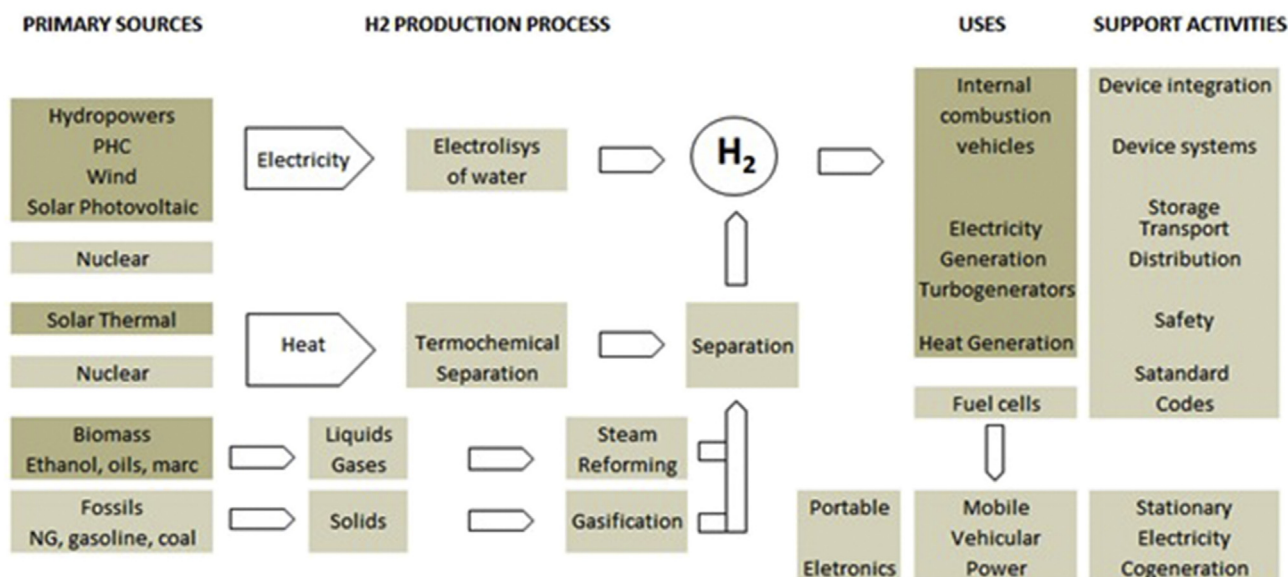 PRIMARY SOURCES
H2 PRODUCTION PROCESS
USES
SUPPORT ACTIVITIES
Hydropowers
PHC
Wind
Solar Photovoltaic
Electricity
Electrolisys
of water
H2
Nuclear
Solar Thermal
Nuclear
Heat
Termochemical
Separation
Separation
Biomass
Ethanol, oils, marc
Liquids
Gases
Steam
Reforming
Fossils
NG, gasoline, coal
Solids
Gasification
Internal
combustion
vehicles
Electricity
Generation
Turbogenerators
Heat Generation
Fuel cells
Device integration
Device systems
Storage
Transport
Distribution
Safety
Satandard
Codes
Portable
Eletronics
Mobile
Vehicular
Power
Stationary
Electricity
Cogeneration